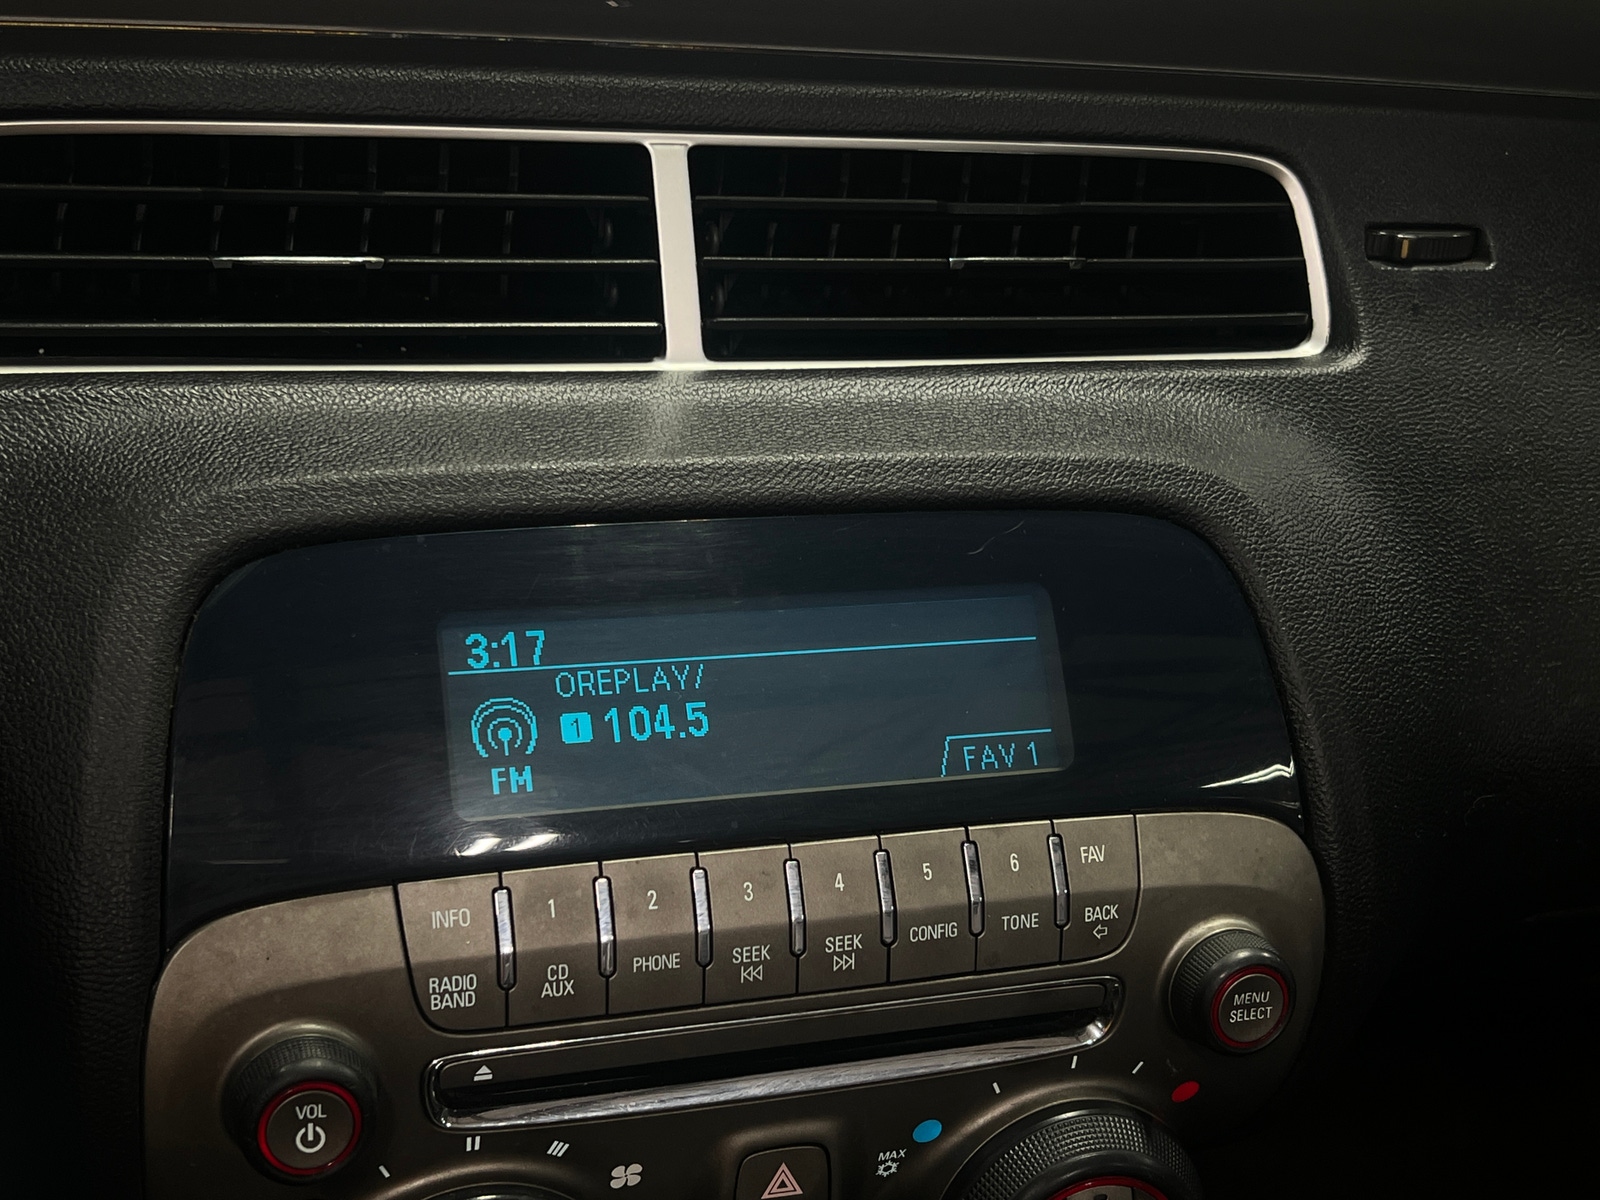 3:17
OREPLAY/
1 104.5
FM
FAV 1
INFO
RADIO
BAND
1
CD
AUX
2
PHONE
3
SEEK
4
SEEK
5
CONFIG
6
TONE
FAV
BACK
MENU
SELECT
VOL
MAX